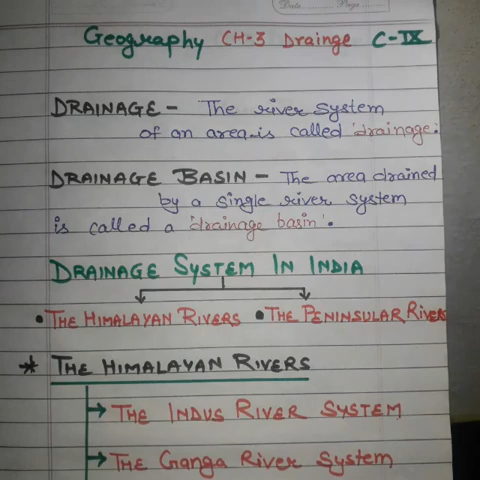 Date Page
Geography CH-3 Drainge C-IX
DRAINAGE - The river system
of an area is called 'drainage.'
DRAINAGE BASIN - The area drained
by a single river system
is called a 'drainage basin'.
DRAINAGE SYSTEM IN INDIA
• THE HIMALAYAN RIVERS • THE PENINSULAR RIVERS
* THE HIMALAYAN RIVERS
→ THE INDUS RIVER SYSTEM
→ THE Ganga River System